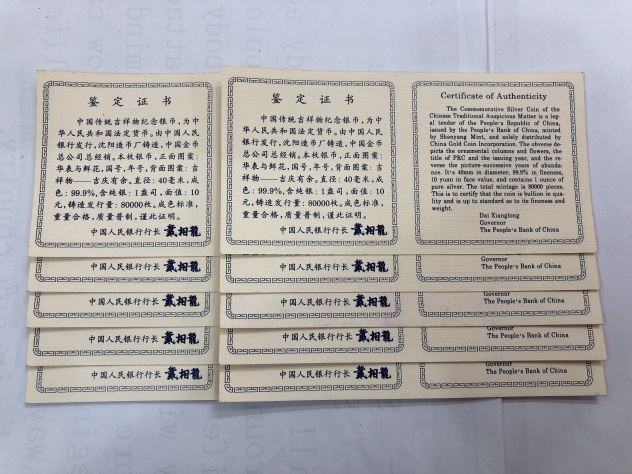 鉴定证书
中国传统吉祥物纪念银币,为中
华人民共和国法定货币。由中国人民
银行发行,沈阳造币厂铸造,中国金币
总公司总经销。本枚银币,正面图案:
华表与鲜花,国号,年号,背面图案:吉
祥物——吉庆有余。直径:40毫米,成
色:99.9%,含纯银:1盎司,面值:10
元,铸造发行量:80000枚。成色标准,
重量合格,质量普制,谨此证明。
中国人民银行行长 戴相龍
中国人民银行行长 戴相龍
中国人民银行行长 戴相龍
中国人民银行行长 戴相龍
中国人民银行行长 戴相龍
鉴定证书
中国传统吉祥物纪念银币,为中
华人民共和国法定货币。由中国人民
银行发行,沈阳造币厂铸造,中国金币
总公司总经销。本枚银币,正面图案:
华表与鲜花,国号,年号,背面图案:吉
祥物——吉庆有余。直径:40毫米,成
色:99.9%,含纯银:1盎司,面值:10
元,铸造发行量:80000枚。成色标准,
重量合格,质量普制,谨此证明。
中国人民银行行长 戴相龍
中国人民银行行长 戴相龍
中国人民银行行长 戴相龍
中国人民银行行长 戴相龍
中国人民银行行长 戴相龍
Certificate of Authenticity
The Commemorative Silver Coin of the
Chinese Traditional Auspicious Matter is a leg-
al tender of the People's Republic of China,
issued by the People's Bank of China, minted
by Shenyang Mint, and solely distributed by
China Gold Coin Incorporation. The obverse de-
picts the ornamental columns and flowers, the
title of PRC and the issuing year, and the re-
verse the picture-successive years of abunda-
nce. It's 40mm in diameter, 99.9% in fineness,
10 yuan in face value, and contains 1 ounce of
pure silver. The total mintage is 80000 pieces.
This is to certify that the coin is bullion in qua-
lity and is up to standard as to its fineness and
weight.
Dai Xianglong
Governor
The People's Bank of China
Governor
The People's Bank of China
Governor
The People's Bank of China
Governor
The People's Bank of China
Governor
The People's Bank of China